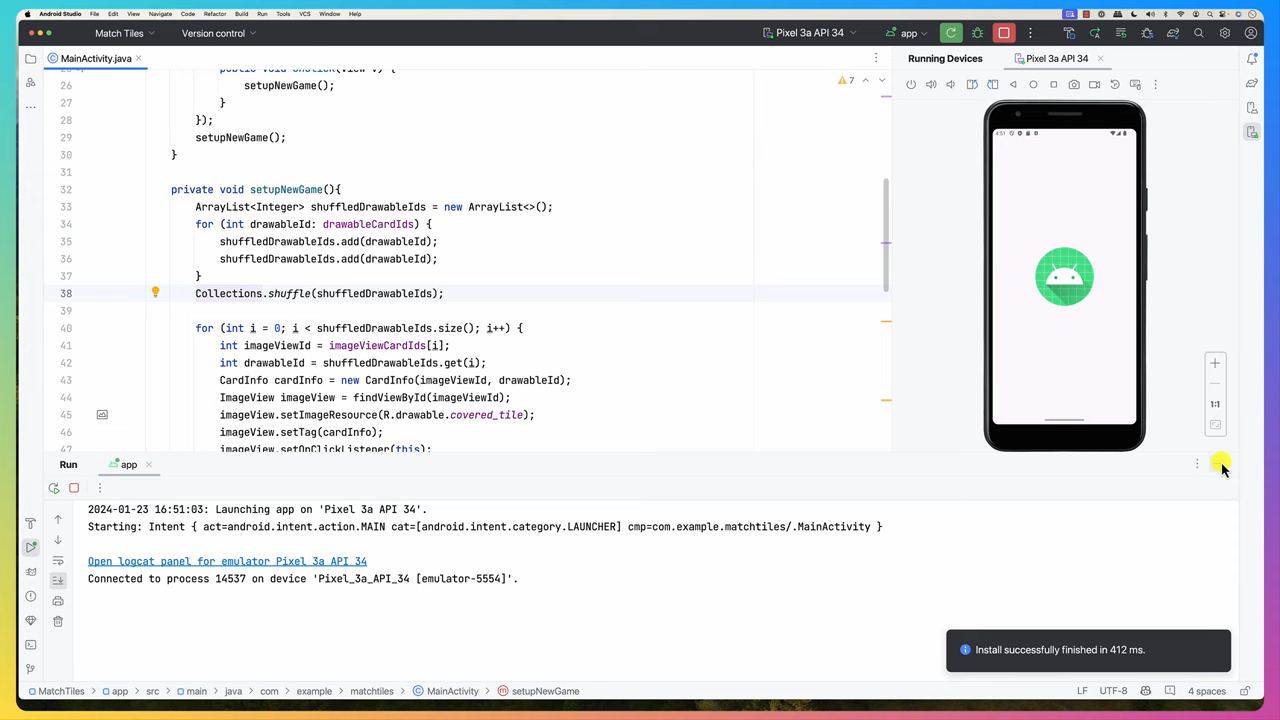 Android Studio File Edit View Navigate Code Refactor Build Run Tools VCS Window Help
Match Tiles Version control Pixel 3a API 34 app
MainActivity.java Running Devices Pixel 3a API 34
7
26 setupNewGame();
27 }
28 });
29 setupNewGame();
30 }
31
32 private void setupNewGame(){
33 ArrayList<Integer> shuffledDrawableIds = new ArrayList<>();
34 for (int drawableId: drawableCardIds) {
35 shuffledDrawableIds.add(drawableId);
36 shuffledDrawableIds.add(drawableId);
37 }
38 Collections.shuffle(shuffledDrawableIds);
39
40 for (int i = 0; i < shuffledDrawableIds.size(); i++) {
41 int imageViewId = imageViewCardIds[i];
42 int drawableId = shuffledDrawableIds.get(i);
43 CardInfo cardInfo = new CardInfo(imageViewId, drawableId);
44 ImageView imageView = findViewById(imageViewId);
45 imageView.setImageResource(R.drawable.covered_tile);
46 imageView.setTag(cardInfo);
47 imageView.setOnClickListener(this);
4:51
1:1
Run app
2024-01-23 16:51:03: Launching app on 'Pixel 3a API 34'.
Starting: Intent { act=android.intent.action.MAIN cat=[android.intent.category.LAUNCHER] cmp=com.example.matchtiles/.MainActivity }
Open logcat panel for emulator Pixel 3a API 34
Connected to process 14537 on device 'Pixel_3a_API_34 [emulator-5554]'.
Install successfully finished in 412 ms.
MatchTiles app src main java com example matchtiles MainActivity setupNewGame LF UTF-8 4 spaces